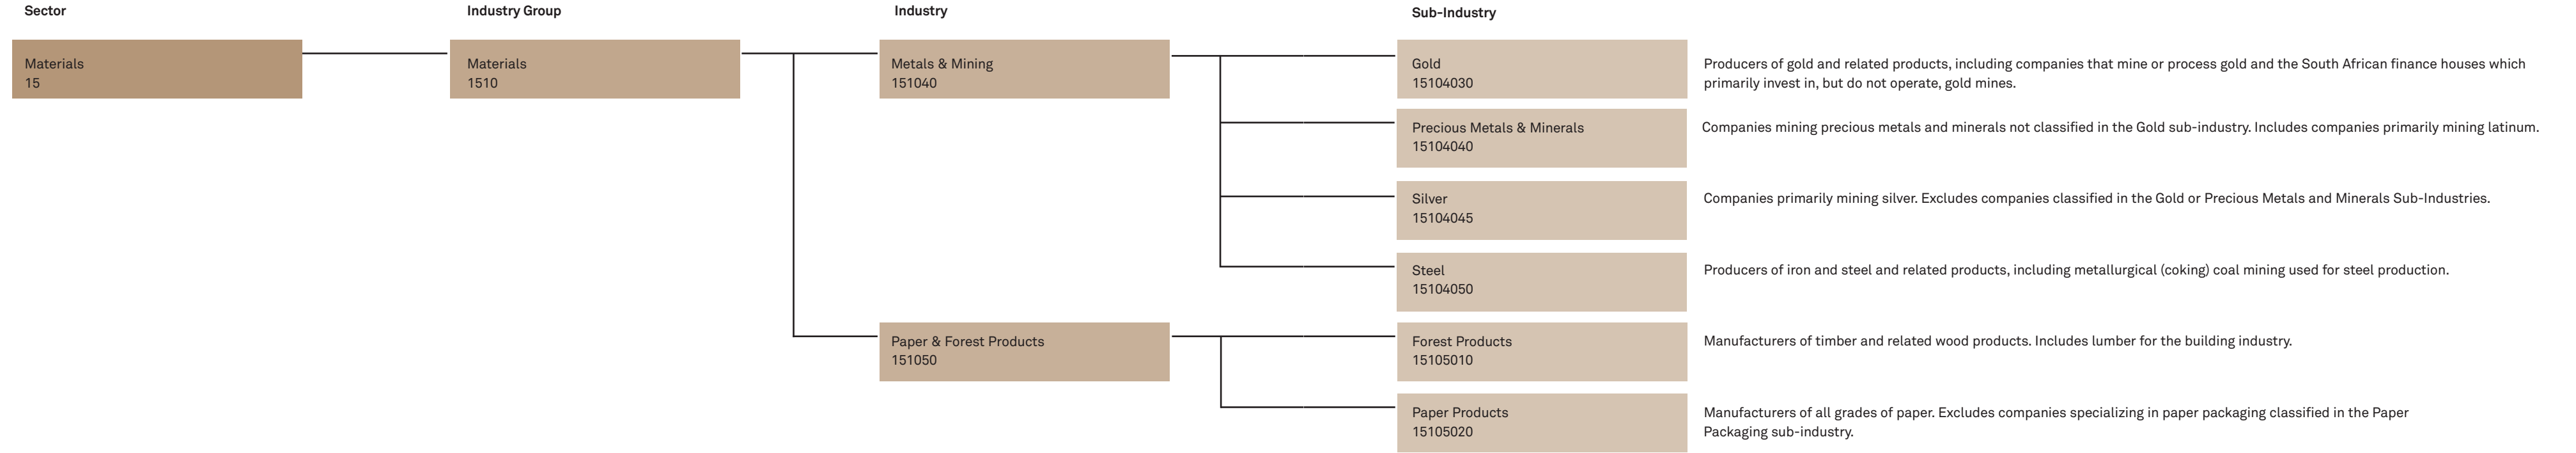 Sector
Industry Group
Industry
Sub-Industry
Materials
15
Materials
1510
Metals & Mining
151040
Gold
15104030
Producers of gold and related products, including companies that mine or process gold and the South African finance houses which
primarily invest in, but do not operate, gold mines.
Precious Metals & Minerals
15104040
Companies mining precious metals and minerals not classified in the Gold sub-industry. Includes companies primarily mining latinum.
Silver
15104045
Companies primarily mining silver. Excludes companies classified in the Gold or Precious Metals and Minerals Sub-Industries.
Steel
15104050
Producers of iron and steel and related products, including metallurgical (coking) coal mining used for steel production.
Paper & Forest Products
151050
Forest Products
15105010
Manufacturers of timber and related wood products. Includes lumber for the building industry.
Paper Products
15105020
Manufacturers of all grades of paper. Excludes companies specializing in paper packaging classified in the Paper
Packaging sub-industry.